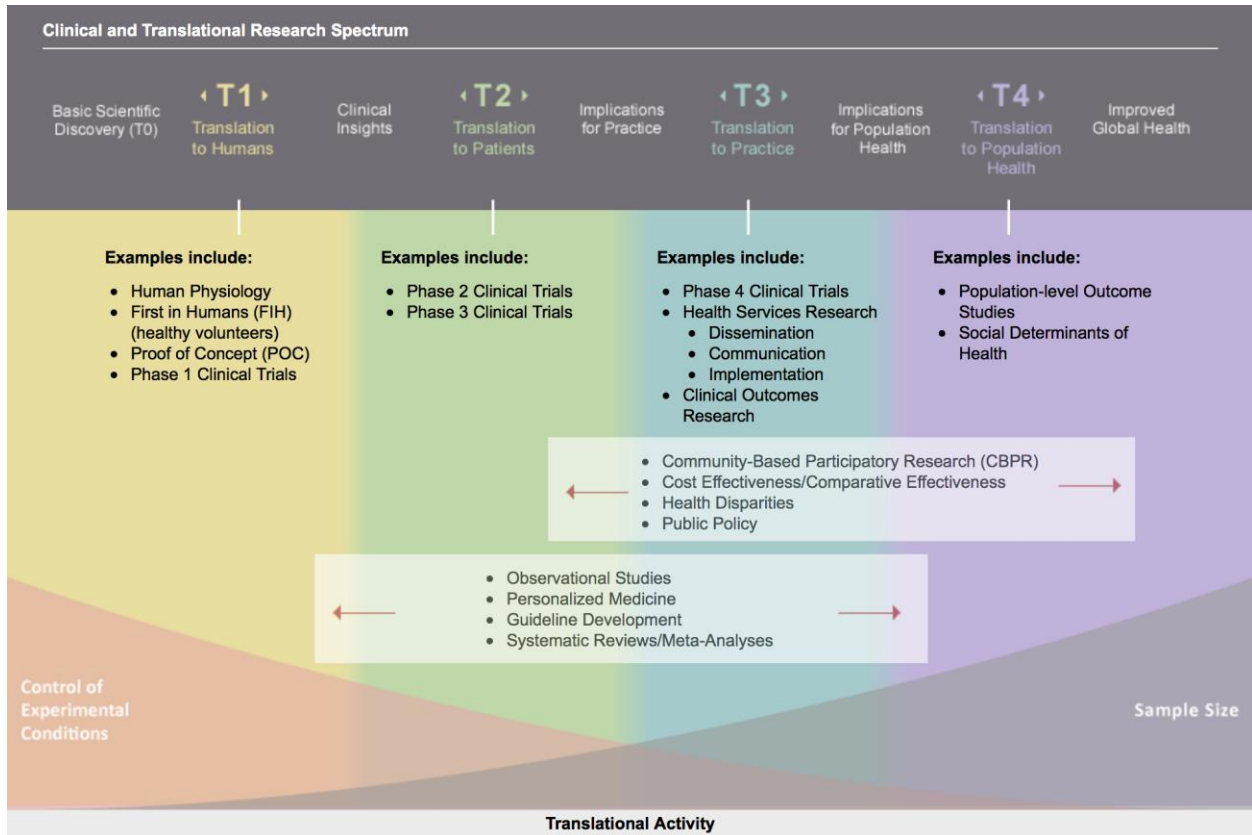 Clinical and Translational Research Spectrum
Basic Scientific
Discovery (T0)
T1
Translation
to Humans
Clinical
Insights
T2
Translation
to Patients
Implications
for Practice
T3
Translation
to Practice
Implications
for Population
Health
T4
Translation
to Population
Health
Improved
Global Health
Examples include:
• Human Physiology
• First in Humans (FIH)
(healthy volunteers)
• Proof of Concept (POC)
• Phase 1 Clinical Trials
Examples include:
• Phase 2 Clinical Trials
• Phase 3 Clinical Trials
Examples include:
• Phase 4 Clinical Trials
• Health Services Research
• Dissemination
• Communication
• Implementation
• Clinical Outcomes
Research
Examples include:
• Population-level Outcome
Studies
• Social Determinants of
Health
• Community-Based Participatory Research (CBPR)
• Cost Effectiveness/Comparative Effectiveness
• Health Disparities
• Public Policy
• Observational Studies
• Personalized Medicine
• Guideline Development
• Systematic Reviews/Meta-Analyses
Control of
Experimental
Conditions
Sample Size
Translational Activity